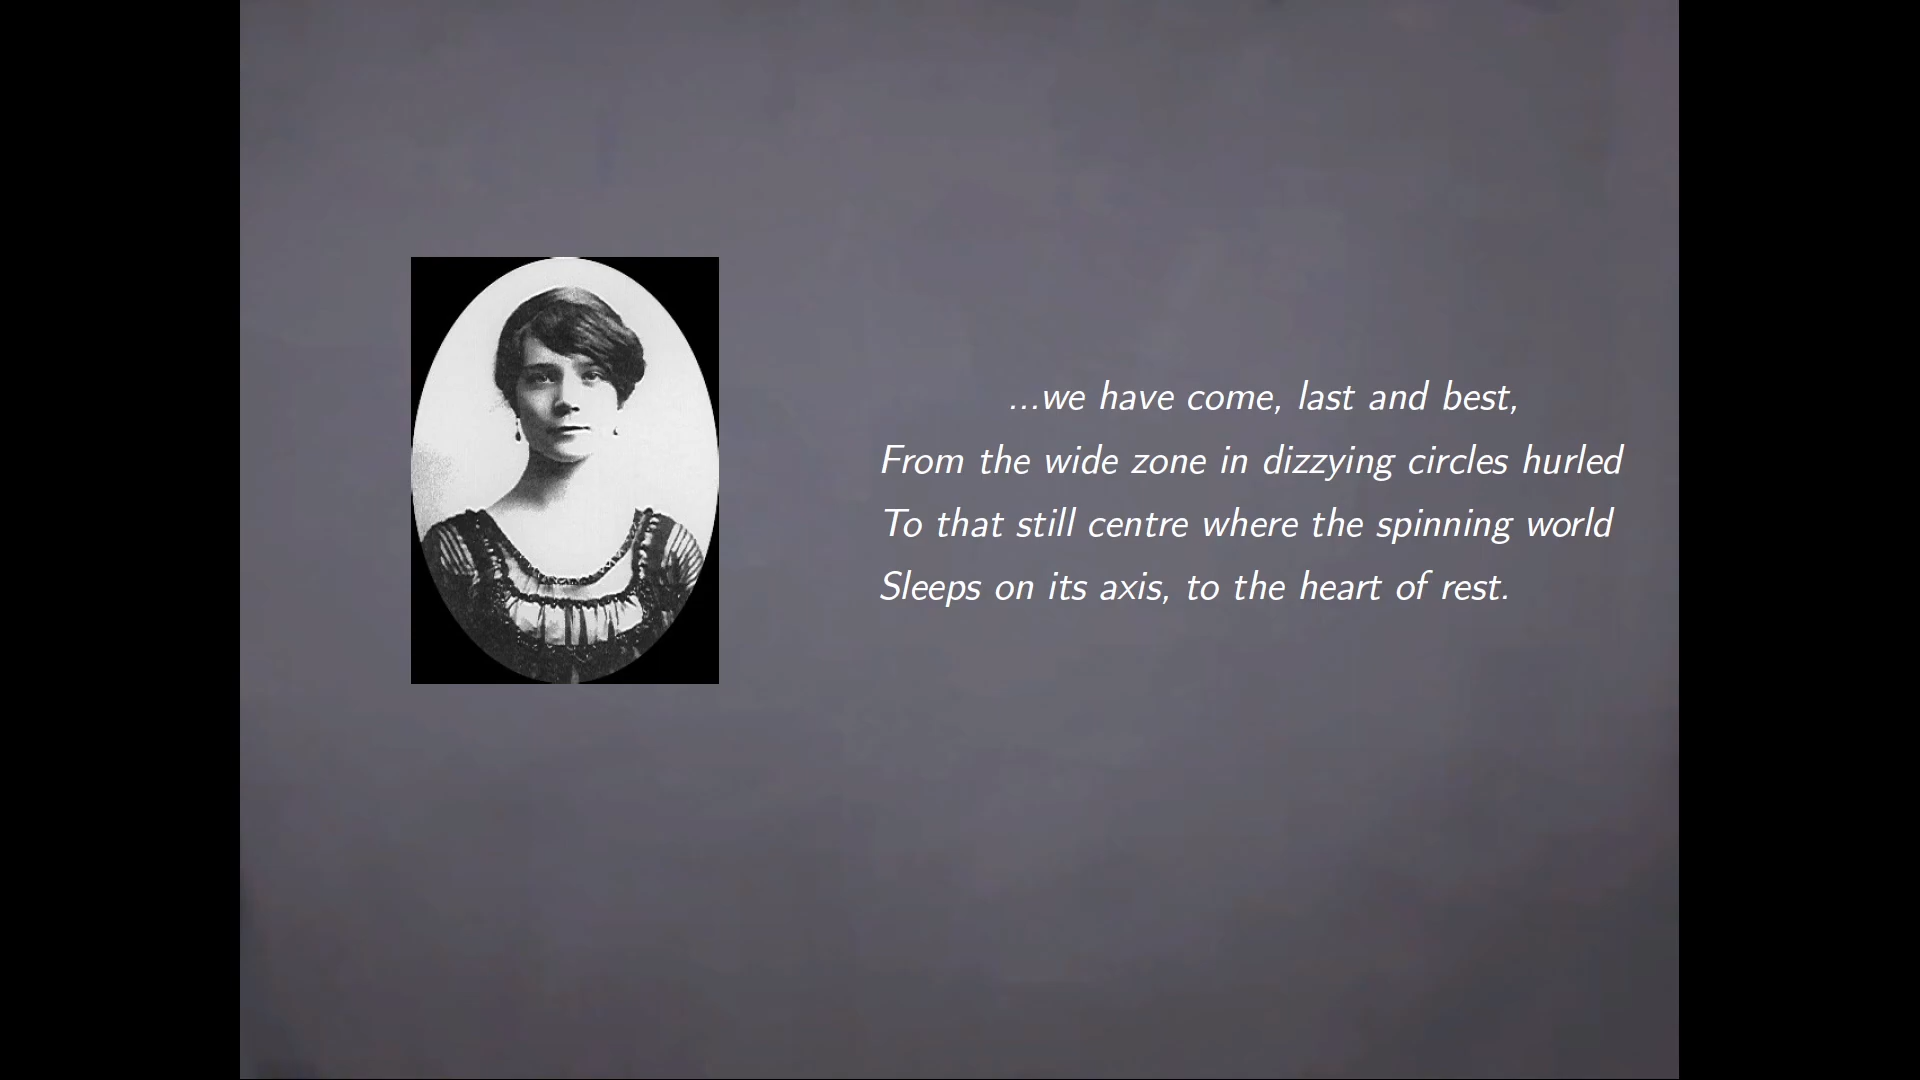 ...we have come, last and best,
From the wide zone in dizzying circles hurled
To that still centre where the spinning world
Sleeps on its axis, to the heart of rest.